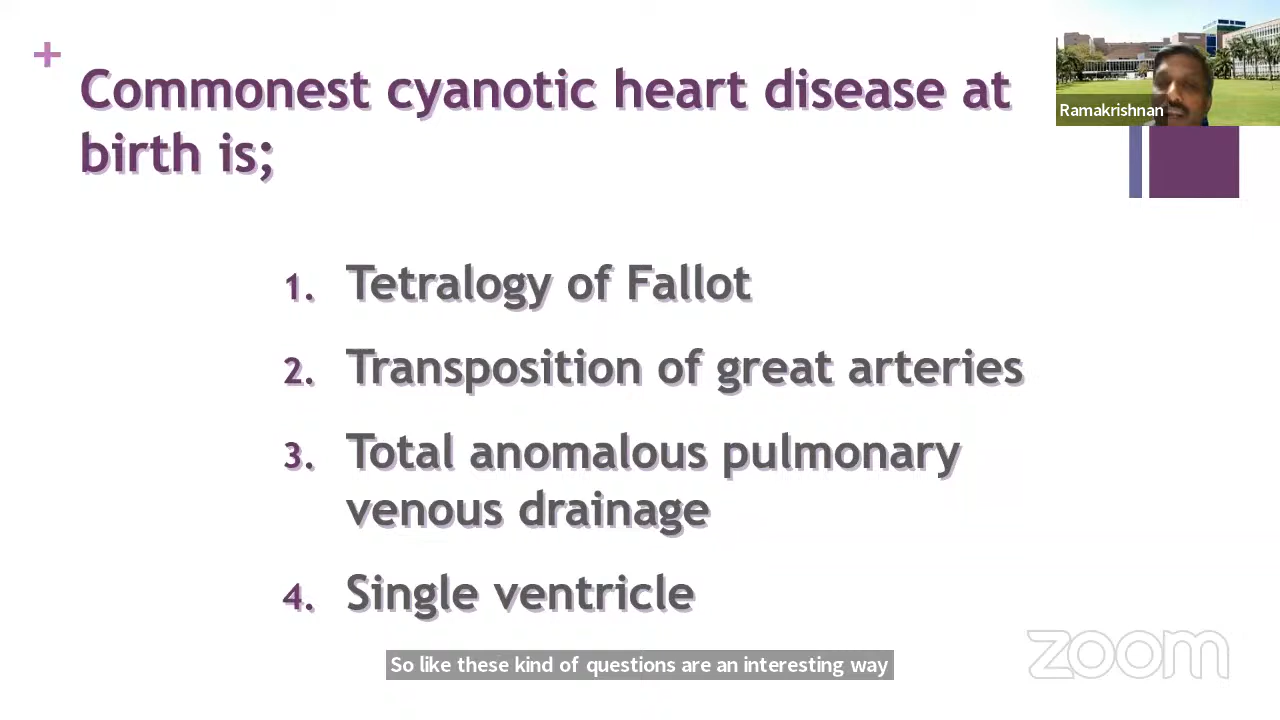 +
Commonest cyanotic heart disease at
birth is;
Ramakrishnan
1. Tetralogy of Fallot
2. Transposition of great arteries
3. Total anomalous pulmonary
venous drainage
4. Single ventricle
So like these kind of questions are an interesting way
zoom